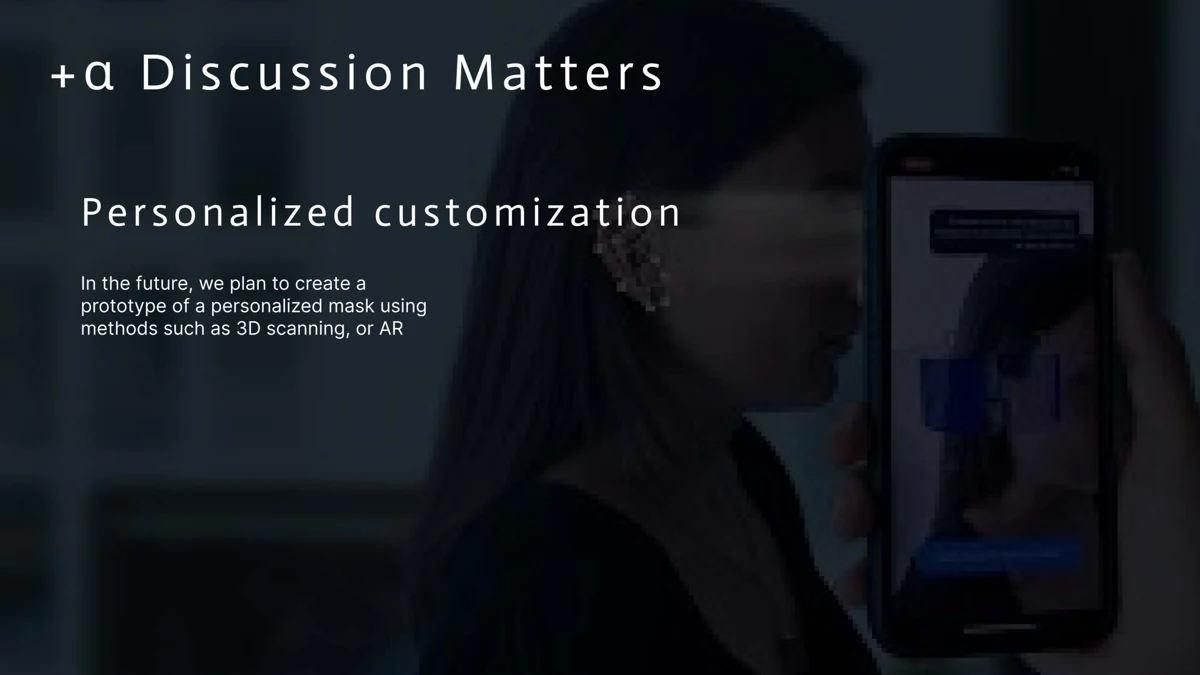 +α Discussion Matters
Personalized customization
In the future, we plan to create a
prototype of a personalized mask using
methods such as 3D scanning, or AR